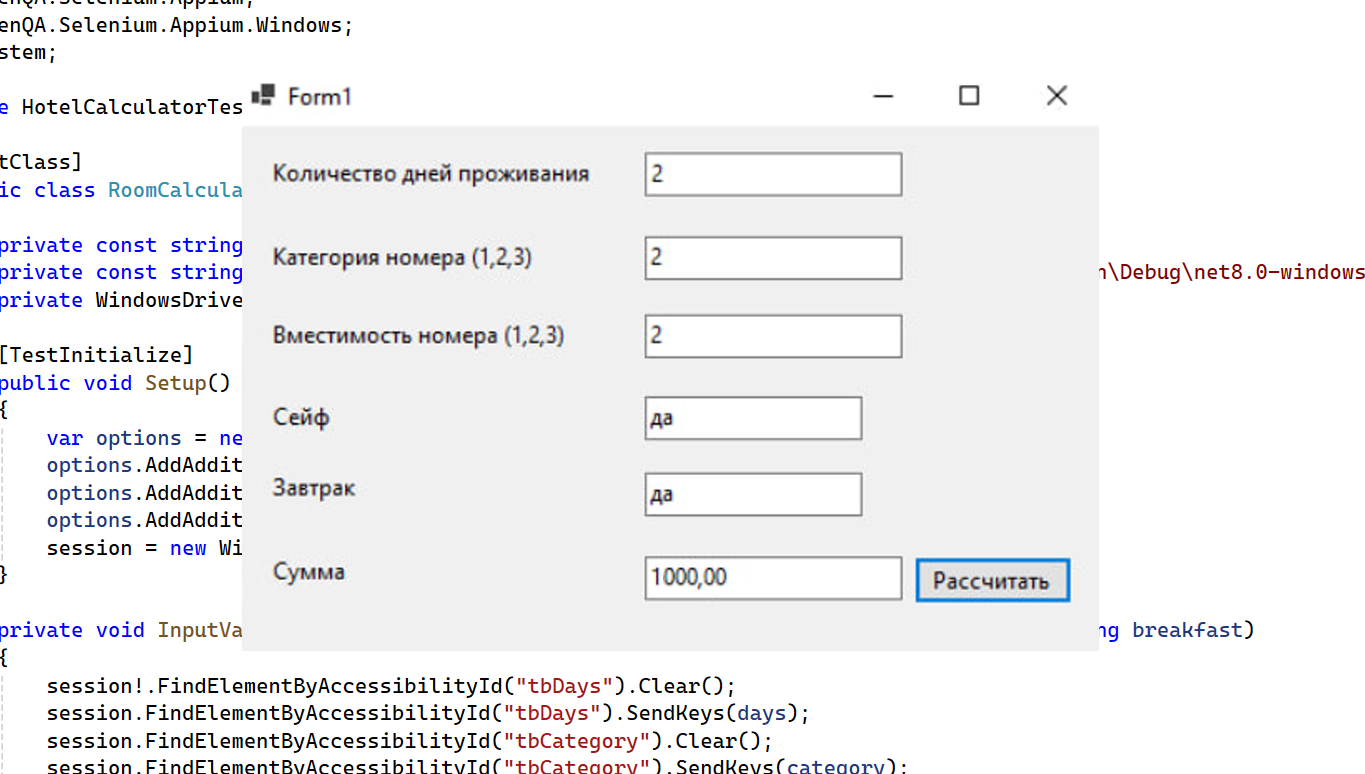 enQA.Selenium.Appium;
enQA.Selenium.Appium.Windows;
stem;
e HotelCalculatorTes
Form1
tClass]
ic class RoomCalcula
Количество дней проживания 2
private const string
Категория номера (1,2,3) 2
private const string n\Debug\net8.0-windows
private WindowsDrive
Вместимость номера (1,2,3) 2
[TestInitialize]
public void Setup()
{
Сейф да
var options = ne
options.AddAddit
Завтрак да
options.AddAddit
options.AddAddit
session = new Wi
}
Сумма 1000,00 Рассчитать
private void InputVa ng breakfast)
{
session!.FindElementByAccessibilityId("tbDays").Clear();
session.FindElementByAccessibilityId("tbDays").SendKeys(days);
session.FindElementByAccessibilityId("tbCategory").Clear();
session.FindElementByAccessibilityId("tbCategory").SendKeys(category);